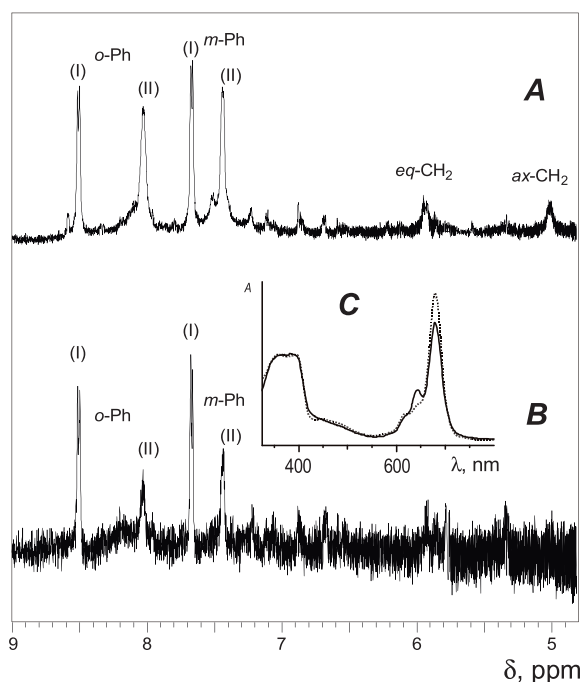 (I) o-Ph (II) (I) m-Ph (II)
A
eq-CH2
ax-CH2
A
C
(I) o-Ph (II) (I) m-Ph (II)
B
400 600 λ, nm
9 8 7 6 5
δ, ppm